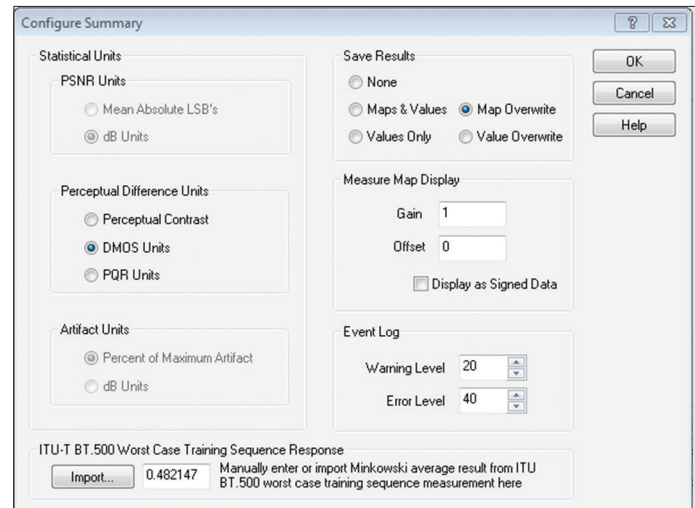 Configure Summary
Statistical Units
PSNR Units
Mean Absolute LSB's
dB Units
Perceptual Difference Units
Perceptual Contrast
DMOS Units
PQR Units
Artifact Units
Percent of Maximum Artifact
dB Units
Save Results
None
Maps & Values
Map Overwrite
Values Only
Value Overwrite
Measure Map Display
Gain 1
Offset 0
Display as Signed Data
Event Log
Warning Level 20
Error Level 40
OK
Cancel
Help
ITU-T BT.500 Worst Case Training Sequence Response
Import... 0.482147 Manually enter or import Minkowski average result from ITU
BT.500 worst case training sequence measurement here